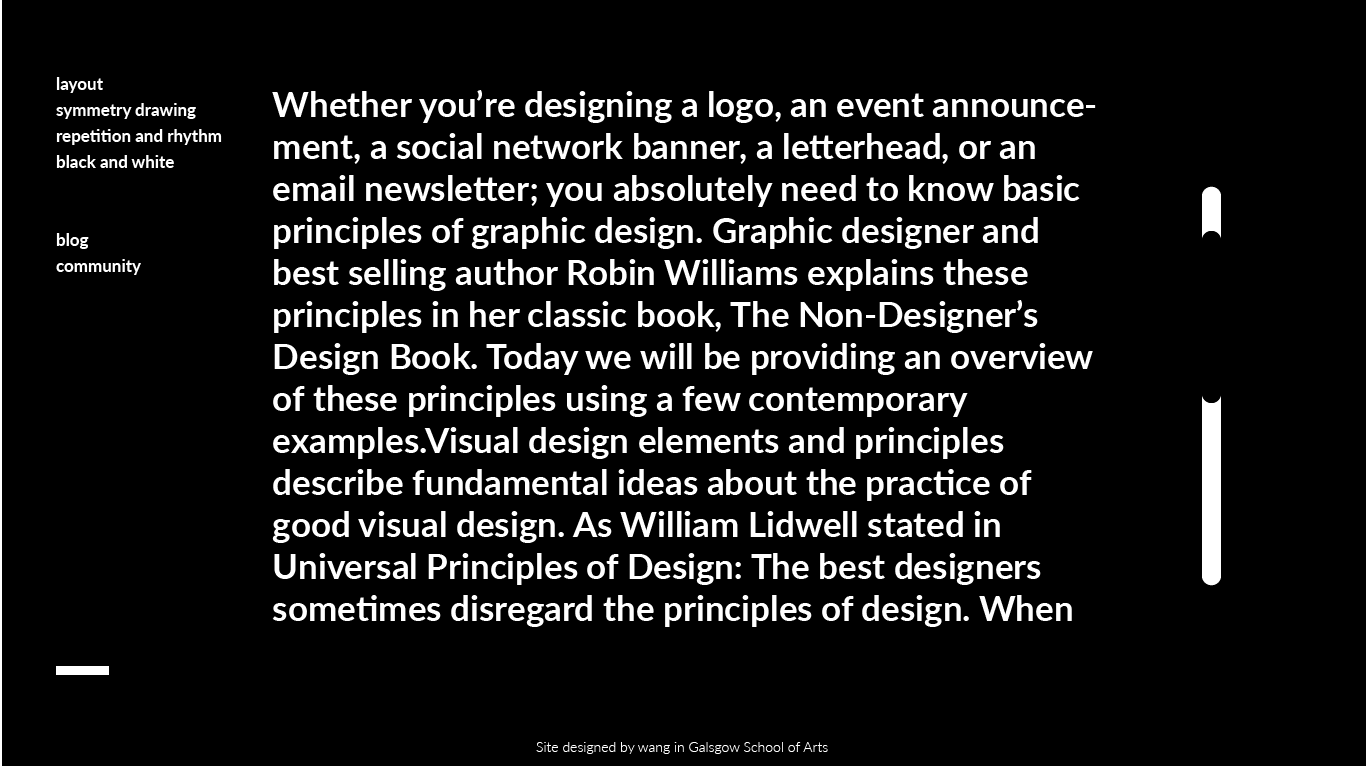 layout
symmetry drawing
repetition and rhythm
black and white
blog
community
Whether you’re designing a logo, an event announce-
ment, a social network banner, a letterhead, or an
email newsletter; you absolutely need to know basic
principles of graphic design. Graphic designer and
best selling author Robin Williams explains these
principles in her classic book, The Non-Designer’s
Design Book. Today we will be providing an overview
of these principles using a few contemporary
examples.Visual design elements and principles
describe fundamental ideas about the practice of
good visual design. As William Lidwell stated in
Universal Principles of Design: The best designers
sometimes disregard the principles of design. When
Site designed by wang in Galsgow School of Arts